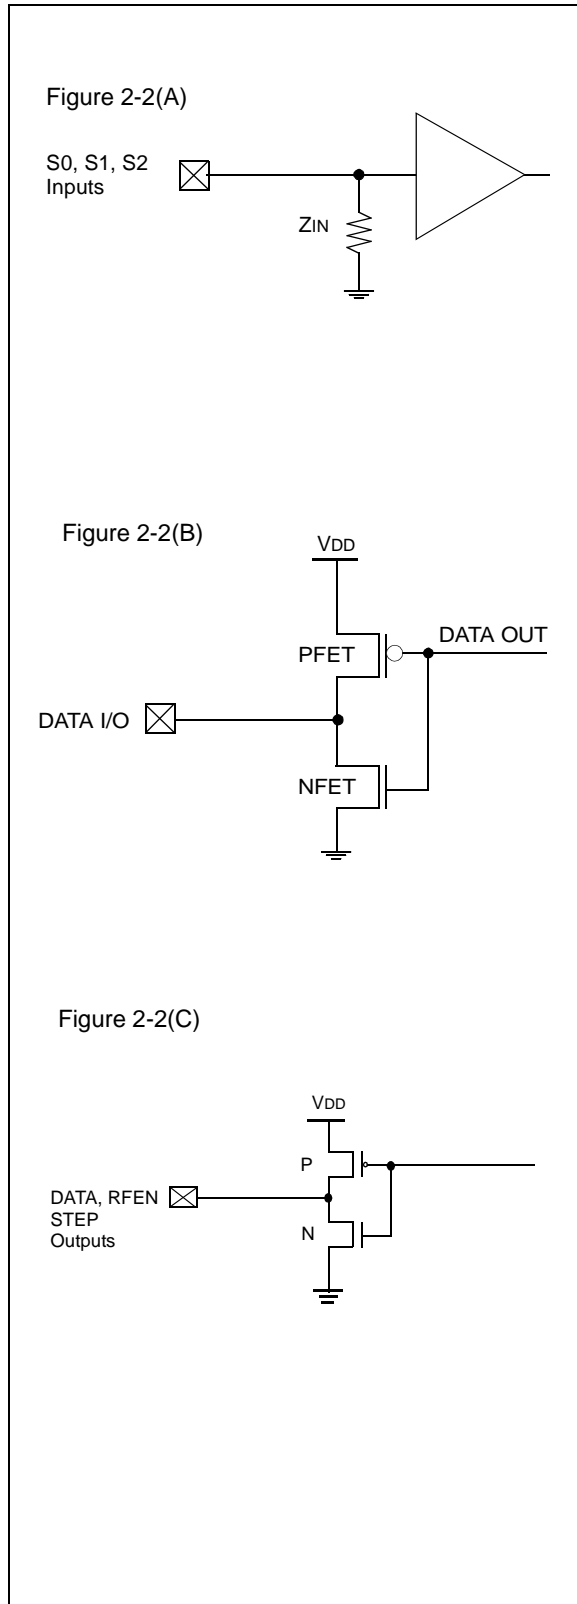 Figure 2-2(A)
S0, S1, S2
Inputs
ZIN
Figure 2-2(B)
VDD
DATA OUT
PFET
DATA I/O
NFET
Figure 2-2(C)
VDD
P
DATA, RFEN
STEP
Outputs
N